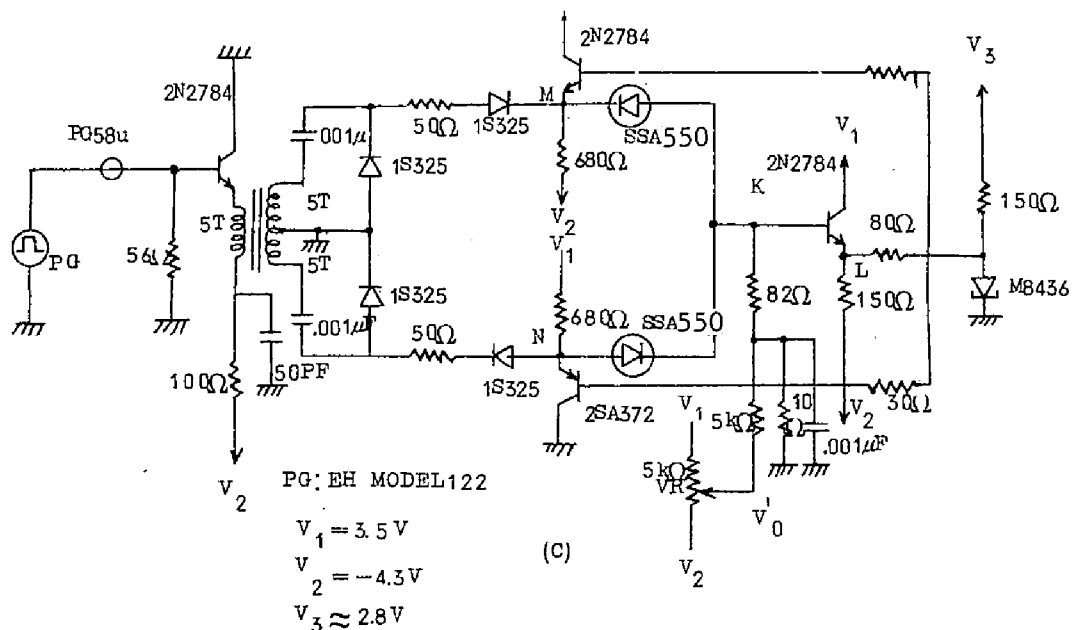 2N2784
2N2784
PG58u
.001μ
50Ω
1S325
M
SSA550
V3
1S325
680Ω
K
V1
2N2784
150Ω
5T
5T
5T
V2
V1
80Ω
PG
56Ω
L
M8436
1S325
.001μF
50Ω
680Ω
SSA550
82Ω
150Ω
N
50PF
1S325
100Ω
2SA372
V1
5kΩ
10
Ω
V2
30Ω
.001μF
5kΩ
VR
V'0
V2
V2
PG: EH MODEL122
V1 = 3.5 V
V2 = -4.3 V
V3 ≈ 2.8 V
(C)